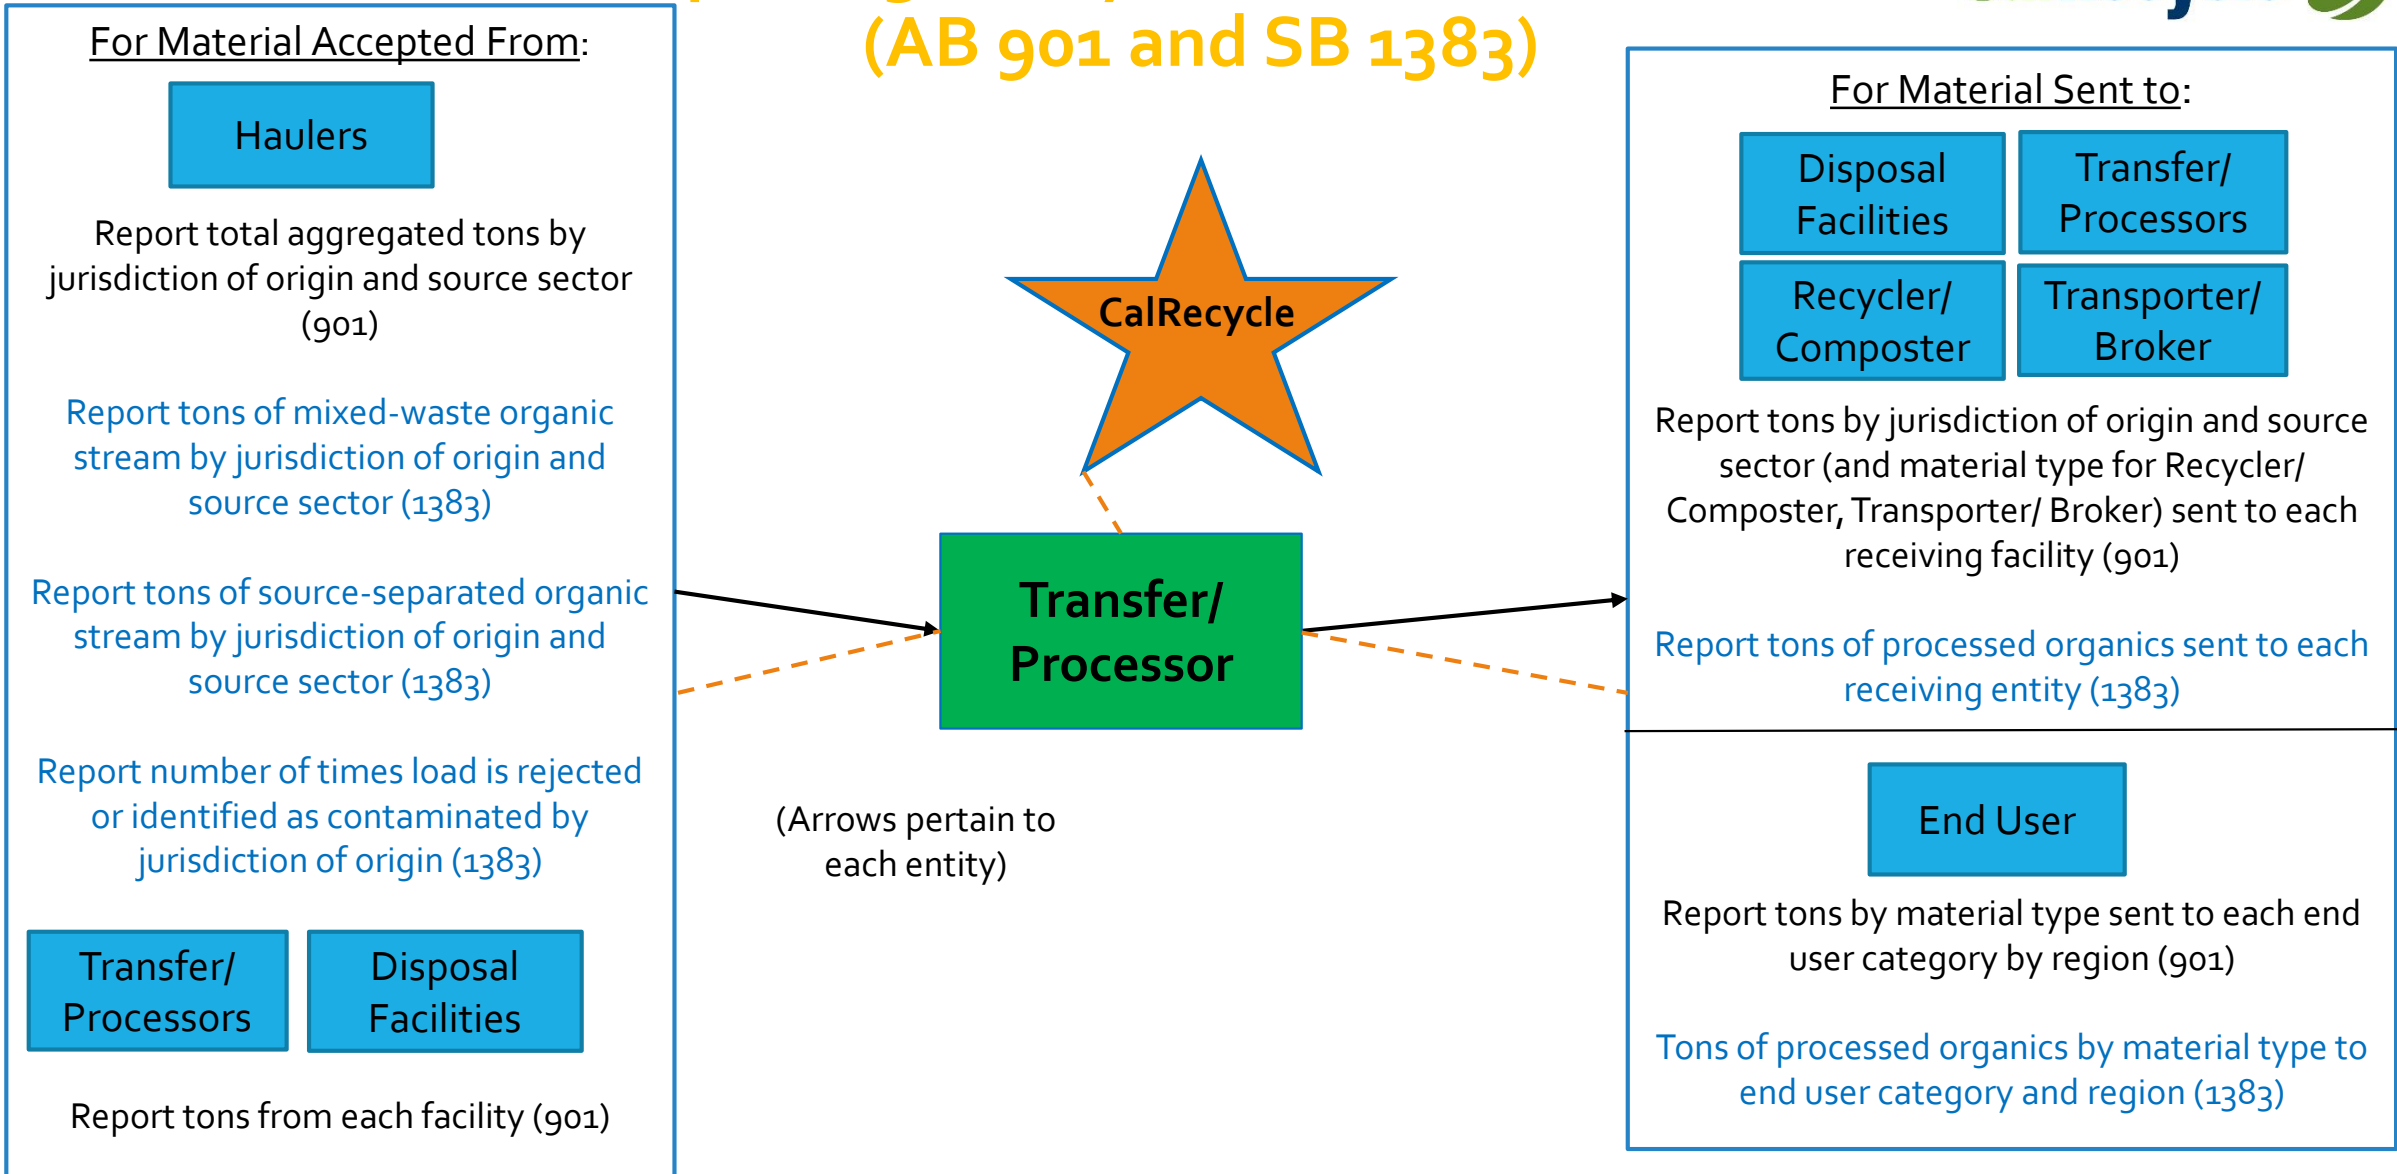 (AB 901 and SB 1383)
For Material Accepted From:
Haulers
Report total aggregated tons by
jurisdiction of origin and source sector
(901)
Report tons of mixed-waste organic
stream by jurisdiction of origin and
source sector (1383)
Report tons of source-separated organic
stream by jurisdiction of origin and
source sector (1383)
Report number of times load is rejected
or identified as contaminated by
jurisdiction of origin (1383)
Transfer/
Processors
Disposal
Facilities
Report tons from each facility (901)
CalRecycle
Transfer/
Processor
(Arrows pertain to
each entity)
For Material Sent to:
Disposal
Facilities
Transfer/
Processors
Recycler/
Composter
Transporter/
Broker
Report tons by jurisdiction of origin and source
sector (and material type for Recycler/
Composter, Transporter/ Broker) sent to each
receiving facility (901)
Report tons of processed organics sent to each
receiving entity (1383)
End User
Report tons by material type sent to each end
user category by region (901)
Tons of processed organics by material type to
end user category and region (1383)